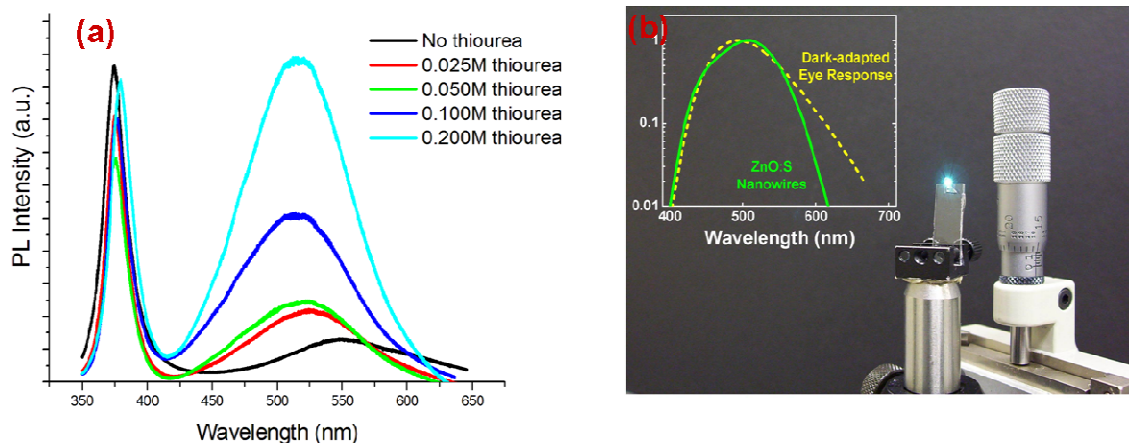 (a)
No thiourea
0.025M thiourea
0.050M thiourea
0.100M thiourea
0.200M thiourea
PL Intensity (a.u.)
350 400 450 500 550 600 650
Wavelength (nm)
(b)
1
0.1
0.01
Dark-adapted
Eye Response
ZnO:S
Nanowires
400 500 600 700
Wavelength (nm)